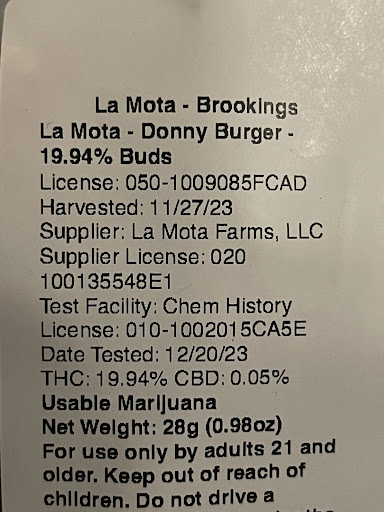 La Mota - Brookings
La Mota - Donny Burger -
19.94% Buds
License: 050-1009085FCAD
Harvested: 11/27/23
Supplier: La Mota Farms, LLC
Supplier License: 020
100135548E1
Test Facility: Chem History
License: 010-1002015CA5E
Date Tested: 12/20/23
THC: 19.94% CBD: 0.05%
Usable Marijuana
Net Weight: 28g (0.98oz)
For use only by adults 21 and
older. Keep out of reach of
children. Do not drive a